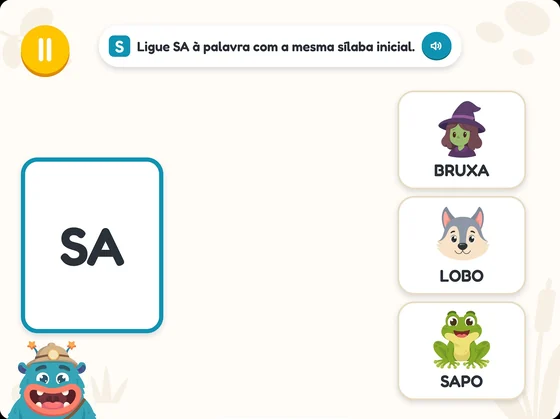 S Ligue SA à palavra com a mesma sílaba inicial.
SA
BRUXA
LOBO
SAPO